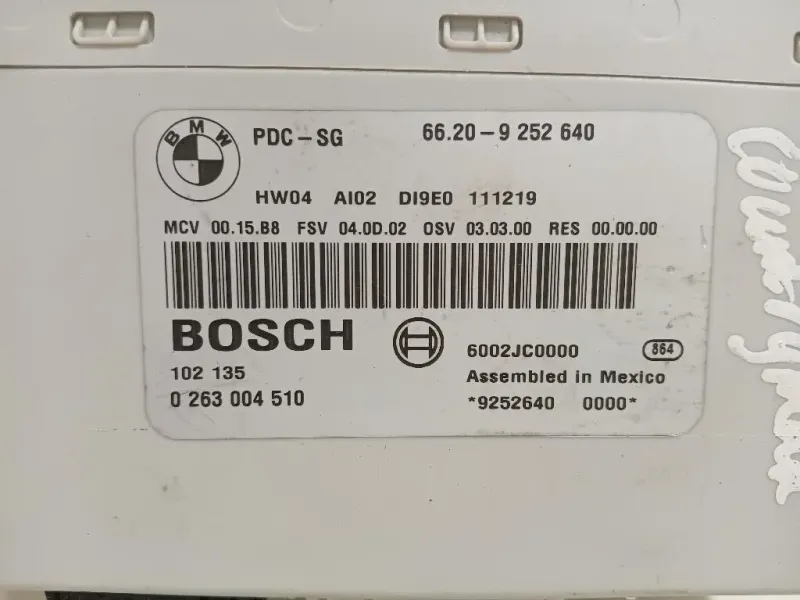 BMW
PDC-SG 66.20-9 252 640
HW04 AI02 DI9E0 111219
MCV 00.15.B8 FSV 04.0D.02 OSV 03.03.00 RES 00.00.00
BOSCH
6002JC0000 864
102 135 Assembled in Mexico
0 263 004 510 *9252640 0000*